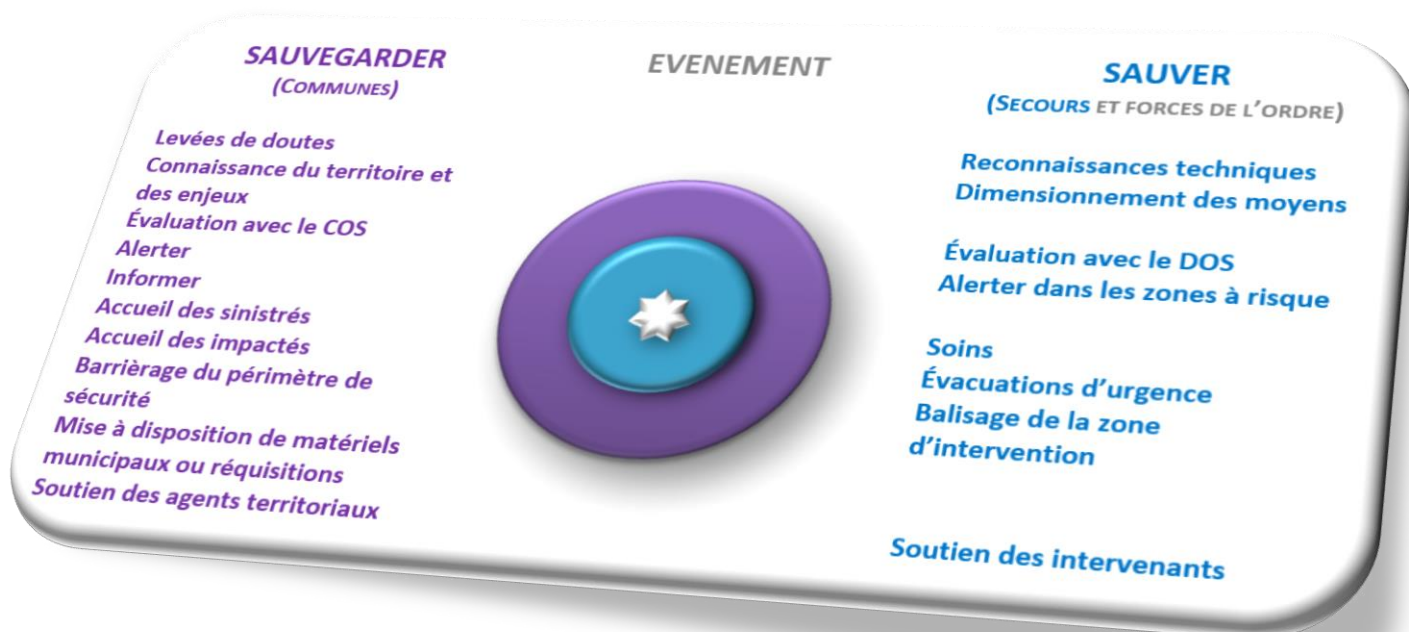 SAUVEGARDER
(COMMUNES)
Levées de doutes
Connaissance du territoire et
des enjeux
Évaluation avec le COS
Alerter
Informer
Accueil des sinistrés
Accueil des impactés
Barrièrage du périmètre de
sécurité
Mise à disposition de matériels
municipaux ou réquisitions
Soutien des agents territoriaux
EVENEMENT
SAUVER
(SECOURS ET FORCES DE L'ORDRE)
Reconnaissances techniques
Dimensionnement des moyens
Évaluation avec le DOS
Alerter dans les zones à risque
Soins
Évacuations d'urgence
Balisage de la zone
d'intervention
Soutien des intervenants